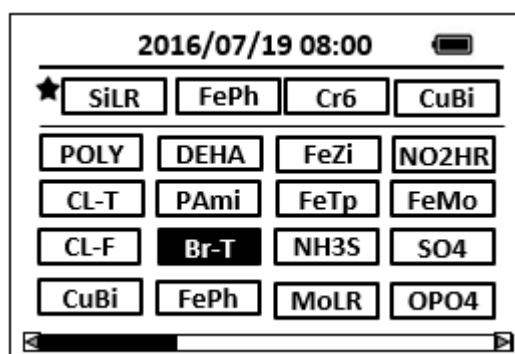 2016/07/19 08:00
SiLR FePh Cr6 CuBi
POLY DEHA FeZi NO2HR
CL-T PAmi FeTp FeMo
CL-F Br-T NH3S SO4
CuBi FePh MoLR OPO4